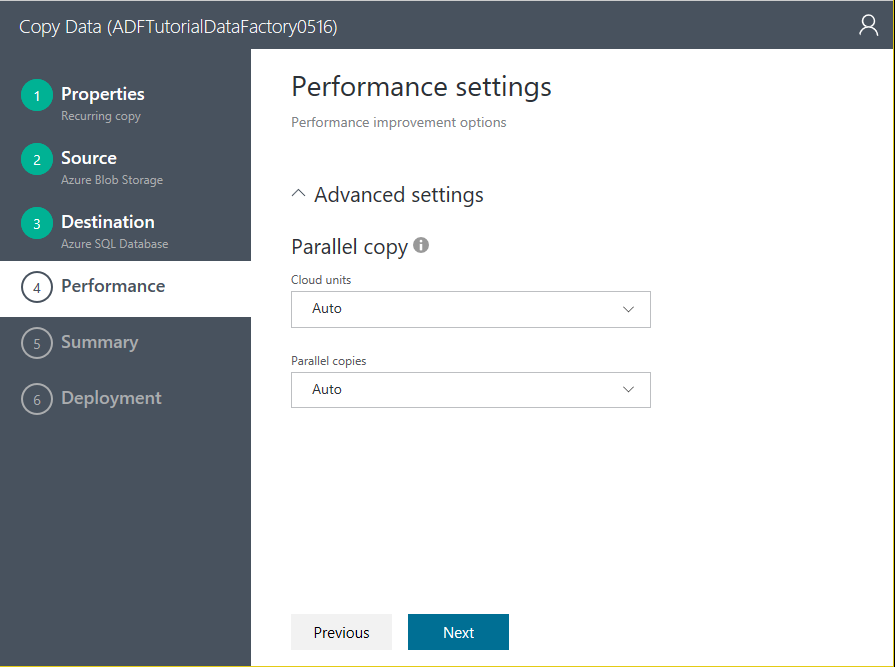 Copy Data (ADFTutorialDataFactory0516)
1 Properties
Recurring copy
2 Source
Azure Blob Storage
3 Destination
Azure SQL Database
4 Performance
5 Summary
6 Deployment
Performance settings
Performance improvement options
Advanced settings
Parallel copy
Cloud units
Auto
Parallel copies
Auto
Previous
Next